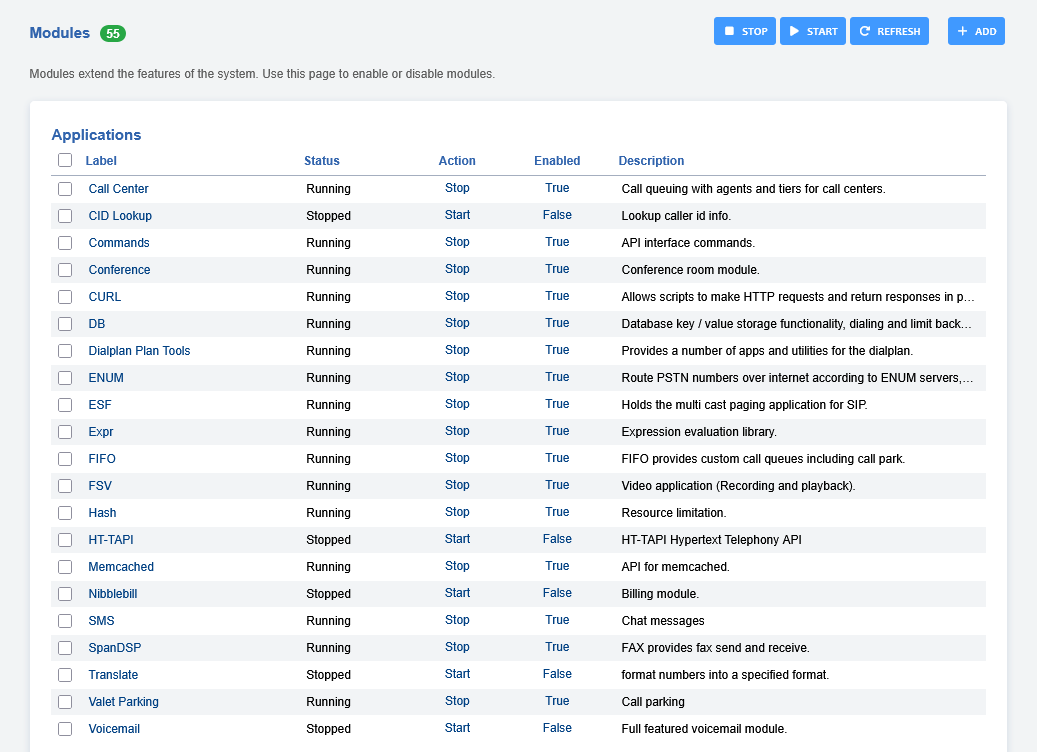 Modules 55 STOP START REFRESH ADD
Modules extend the features of the system. Use this page to enable or disable modules.
Applications
Label Status Action Enabled Description
Call Center Running Stop True Call queuing with agents and tiers for call centers.
CID Lookup Stopped Start False Lookup caller id info.
Commands Running Stop True API interface commands.
Conference Running Stop True Conference room module.
CURL Running Stop True Allows scripts to make HTTP requests and return responses in p...
DB Running Stop True Database key / value storage functionality, dialing and limit back...
Dialplan Plan Tools Running Stop True Provides a number of apps and utilities for the dialplan.
ENUM Running Stop True Route PSTN numbers over internet according to ENUM servers,...
ESF Running Stop True Holds the multi cast paging application for SIP.
Expr Running Stop True Expression evaluation library.
FIFO Running Stop True FIFO provides custom call queues including call park.
FSV Running Stop True Video application (Recording and playback).
Hash Running Stop True Resource limitation.
HT-TAPI Stopped Start False HT-TAPI Hypertext Telephony API
Memcached Running Stop True API for memcached.
Nibblebill Stopped Start False Billing module.
SMS Running Stop True Chat messages
SpanDSP Running Stop True FAX provides fax send and receive.
Translate Stopped Start False format numbers into a specified format.
Valet Parking Running Stop True Call parking
Voicemail Stopped Start False Full featured voicemail module.